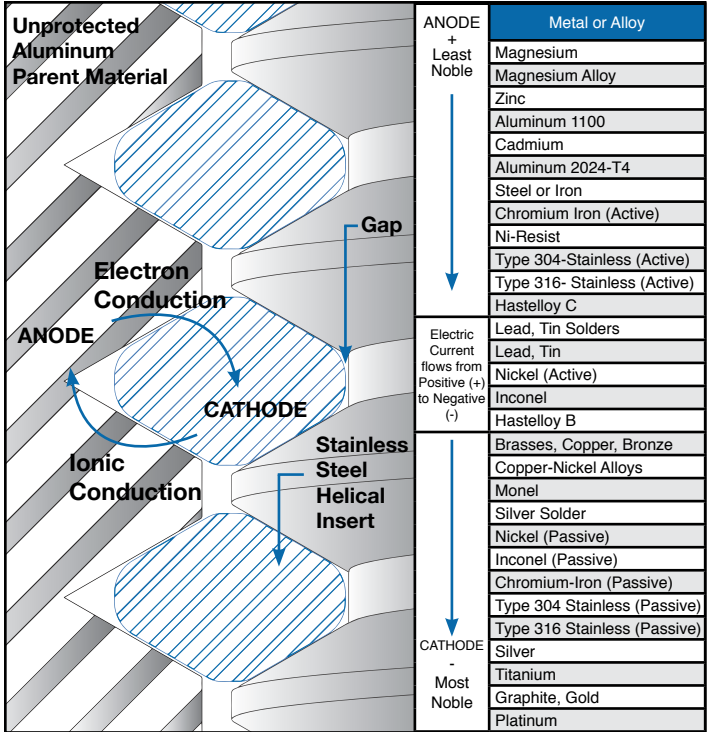 Unprotected
Aluminum
Parent Material
Gap
Electron
Conduction
ANODE
CATHODE
Ionic
Conduction
Stainless
Steel
Helical
Insert
ANODE
+
Least
Noble
Electric
Current
flows from
Positive (+)
to Negative
(-)
CATHODE
-
Most
Noble
Metal or Alloy
Magnesium
Magnesium Alloy
Zinc
Aluminum 1100
Cadmium
Aluminum 2024-T4
Steel or Iron
Chromium Iron (Active)
Ni-Resist
Type 304-Stainless (Active)
Type 316- Stainless (Active)
Hastelloy C
Lead, Tin Solders
Lead, Tin
Nickel (Active)
Inconel
Hastelloy B
Brasses, Copper, Bronze
Copper-Nickel Alloys
Monel
Silver Solder
Nickel (Passive)
Inconel (Passive)
Chromium-Iron (Passive)
Type 304 Stainless (Passive)
Type 316 Stainless (Passive)
Silver
Titanium
Graphite, Gold
Platinum